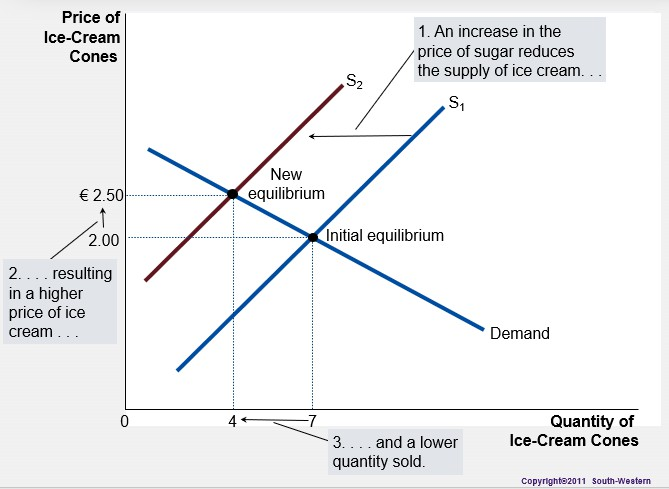 Price of
Ice-Cream
Cones
1. An increase in the
price of sugar reduces
the supply of ice cream. . .
S2
S1
New
equilibrium
€ 2.50
2.00
Initial equilibrium
2. . . . resulting
in a higher
price of ice
cream . . .
Demand
0
4
7
Quantity of
Ice-Cream Cones
3. . . . and a lower
quantity sold.
Copyright©2011 South-Western